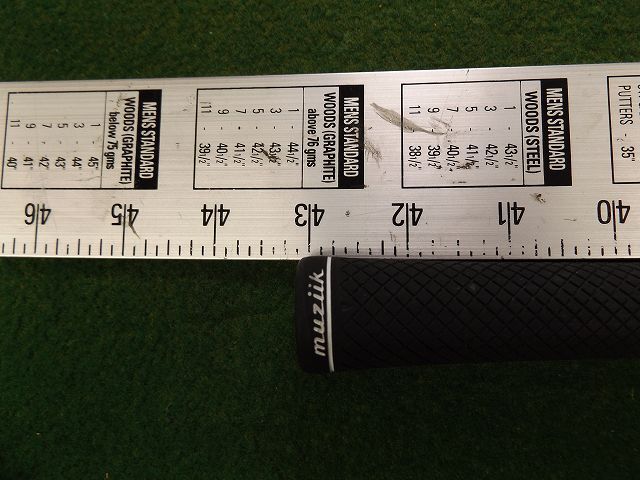 MEN'S STANDARD
WOODS (GRAPHITE)
below 75 gms
1 - 45"
3 - 44"
5 - 43"
7 - 42"
9 - 41"
11 - 40"
MEN'S STANDARD
WOODS (GRAPHITE)
above 76 gms
1 - 44½"
3 - 43½"
5 - 42½"
7 - 41½"
9 - 40½"
11 - 39½"
MEN'S STANDARD
WOODS (STEEL)
1 - 43½"
3 - 42½"
5 - 41½"
7 - 40½"
9 - 39½"
11 - 38½"
PUTTERS - 35"
46 45 44 43 42 41 40
muziik